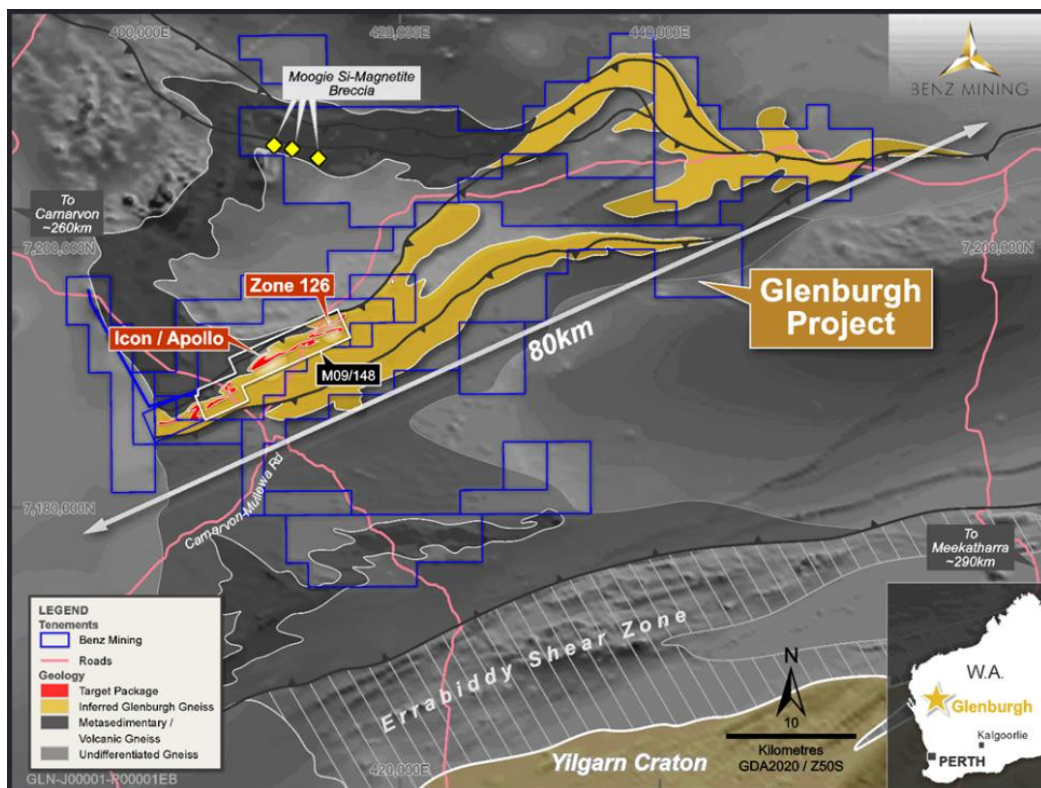 400,000E
420,000E
440,000E
BENZ MINING
Moogie Si-Magnetite
Breccia
To
Carnarvon
~260km
7,200,000N
7,200,000N
Zone 126
Icon / Apollo
M09/148
Glenburgh
Project
80km
Carnarvon-Mullewa Rd
7,180,000N
To
Meekatharra
~290km
Errabiddy Shear Zone
LEGEND
Tenements
Benz Mining
Roads
Geology
Target Package
Inferred Glenburgh Gneiss
Metasedimentary /
Volcanic Gneiss
Undifferentiated Gneiss
N
10
Kilometres
GDA2020 / Z50S
W.A.
Glenburgh
Kalgoorlie
PERTH
420,000E
Yilgarn Craton